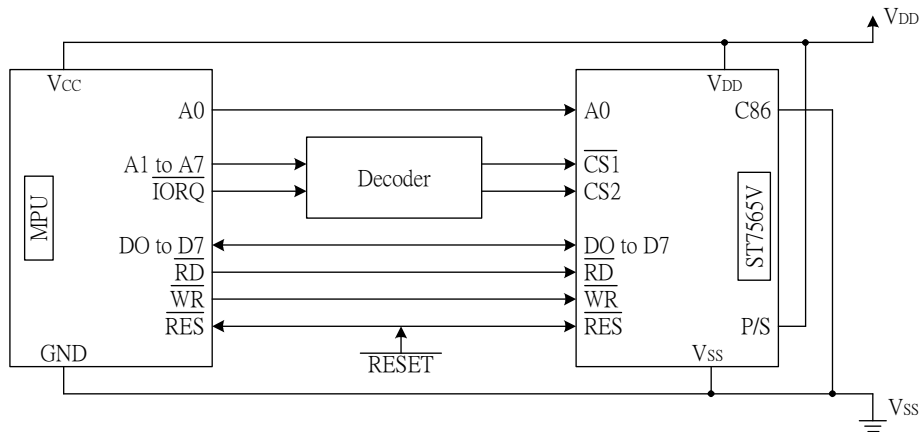 VDD
VCC
A0
A1 to A7
IORQ
DO to D7
RD
WR
RES
GND
MPU
Decoder
RESET
VDD
A0
C86
CS1
CS2
DO to D7
RD
WR
RES
P/S
VSS
ST7565V
VSS